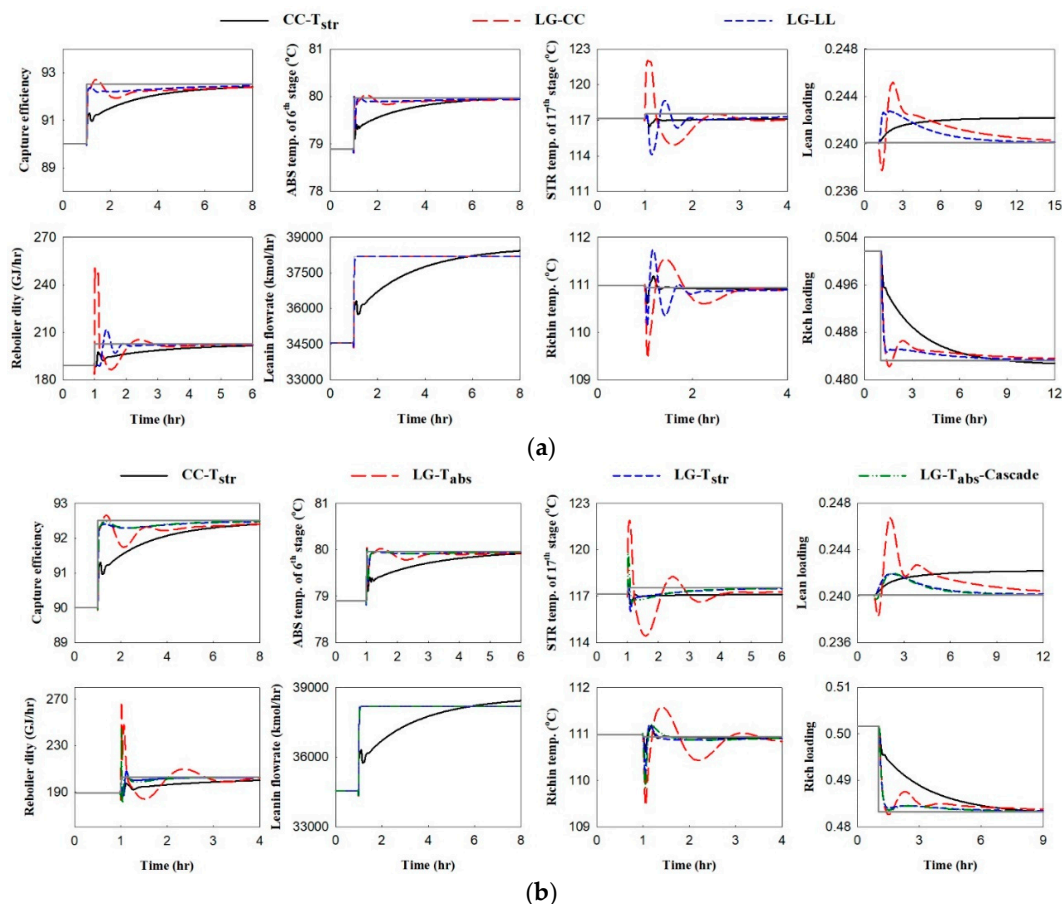 CC-Tstr LG-CC LG-LL
Capture efficiency
93
91
89
0 2 4 6 8
ABS temp. of 6th stage (°C)
81
80
79
78
0 2 4 6 8
STR temp. of 17th stage (°C)
123
120
117
114
111
0 1 2 3 4
Lean loading
0.248
0.244
0.240
0.236
0 3 6 9 12 15
Reboiler dity (GJ/hr)
270
240
210
180
0 1 2 3 4 5 6
Time (hr)
Leanin flowrate (kmol/hr)
39000
37500
36000
34500
33000
0 2 4 6 8
Time (hr)
Richin temp. (°C)
112
111
110
109
0 1 2 3 4
Time (hr)
Rich loading
0.504
0.496
0.488
0.480
0 3 6 9 12
Time (hr)
(a)
CC-Tstr LG-Tabs LG-Tstr LG-Tabs-Cascade
Capture efficiency
93
92
91
90
89
0 2 4 6 8
ABS temp. of 6th stage (°C)
81
80
79
78
0 1 2 3 4 5 6
STR temp. of 17th stage (°C)
123
120
117
114
0 1 2 3 4 5 6
Lean loading
0.248
0.244
0.240
0.236
0 3 6 9 12 15
Reboiler dity (GJ/hr)
270
230
190
0 1 2 3 4
Time (hr)
Leanin flowrate (kmol/hr)
39000
36000
33000
0 2 4 6 8
Time (hr)
Richin temp. (°C)
112
111
110
109
0 1 2 3 4
Time (hr)
Rich loading
0.51
0.50
0.49
0.48
0 3 6 9
Time (hr)
(b)